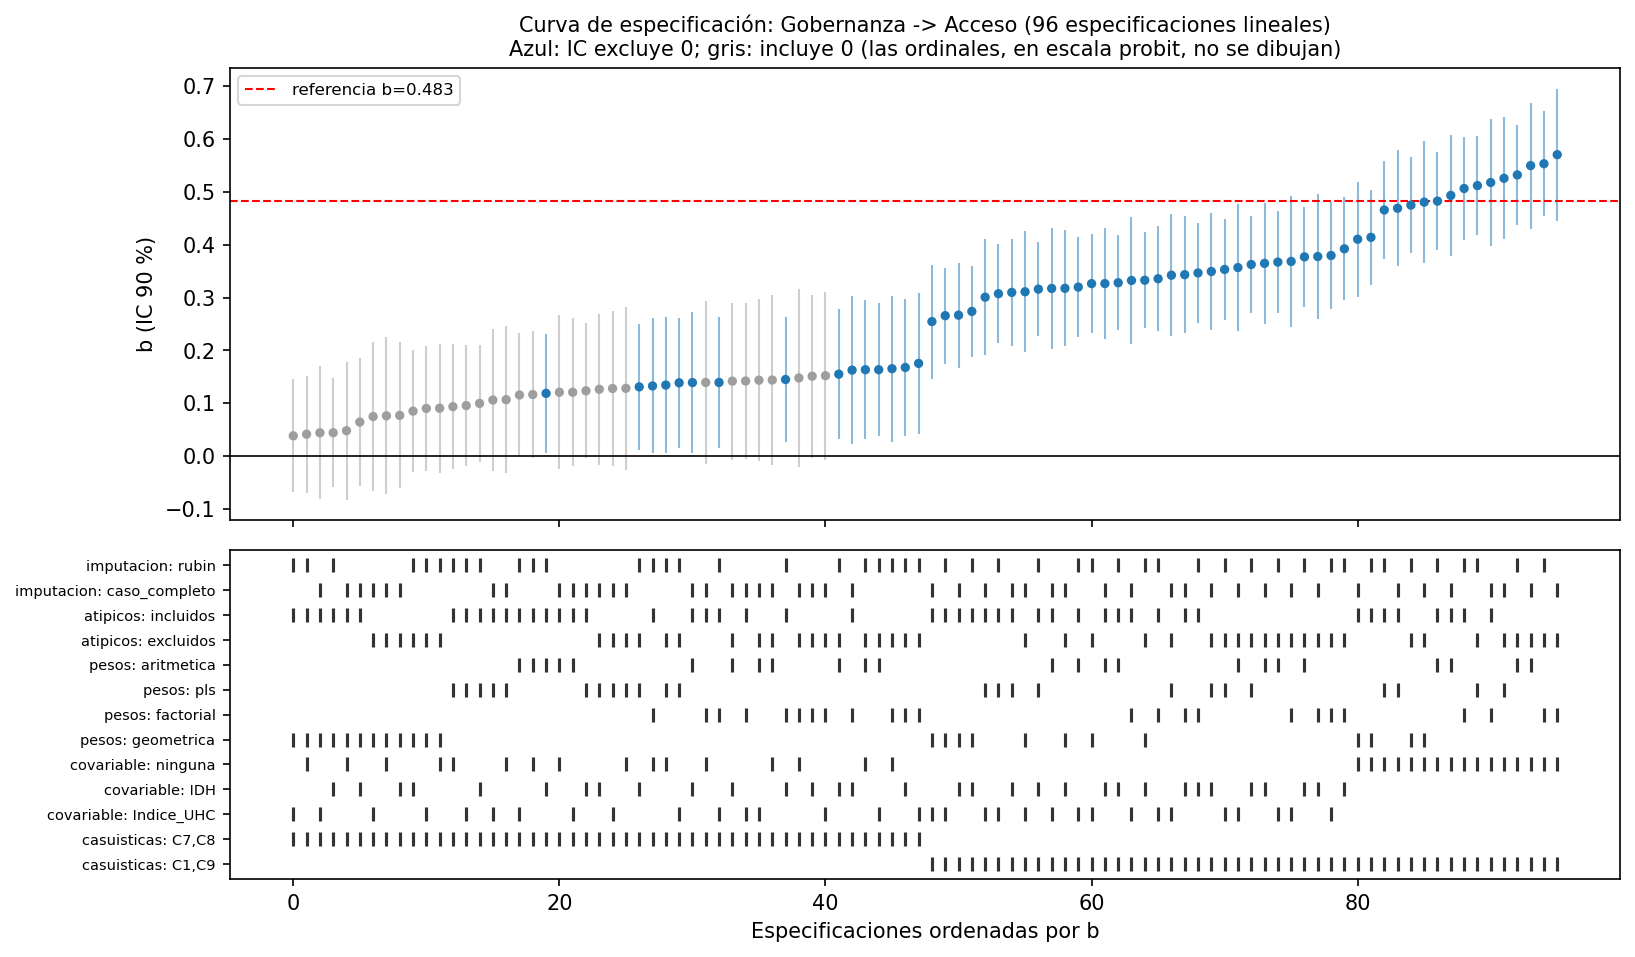 Curva de especificación: Gobernanza -> Acceso (96 especificaciones lineales)
Azul: IC excluye 0; gris: incluye 0 (las ordinales, en escala probit, no se dibujan)
referencia b=0.483
0.7
0.6
0.5
0.4
0.3
0.2
0.1
0.0
−0.1
b (IC 90 %)
imputacion: rubin
imputacion: caso_completo
atipicos: incluidos
atipicos: excluidos
pesos: aritmetica
pesos: pls
pesos: factorial
pesos: geometrica
covariable: ninguna
covariable: IDH
covariable: Indice_UHC
casuisticas: C7,C8
casuisticas: C1,C9
0 20 40 60 80
Especificaciones ordenadas por b